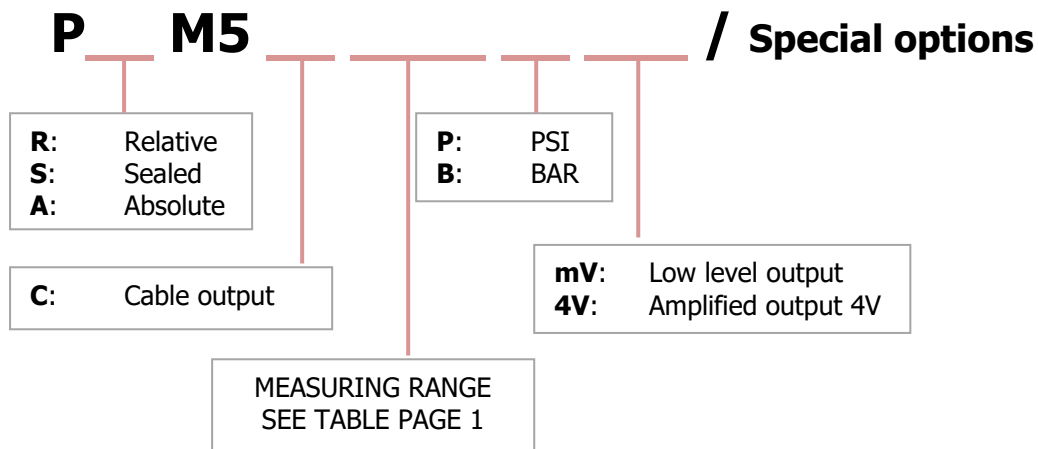 P M5 / Special options
R: Relative
S: Sealed
A: Absolute
P: PSI
B: BAR
C: Cable output
mV: Low level output
4V: Amplified output 4V
MEASURING RANGE
SEE TABLE PAGE 1